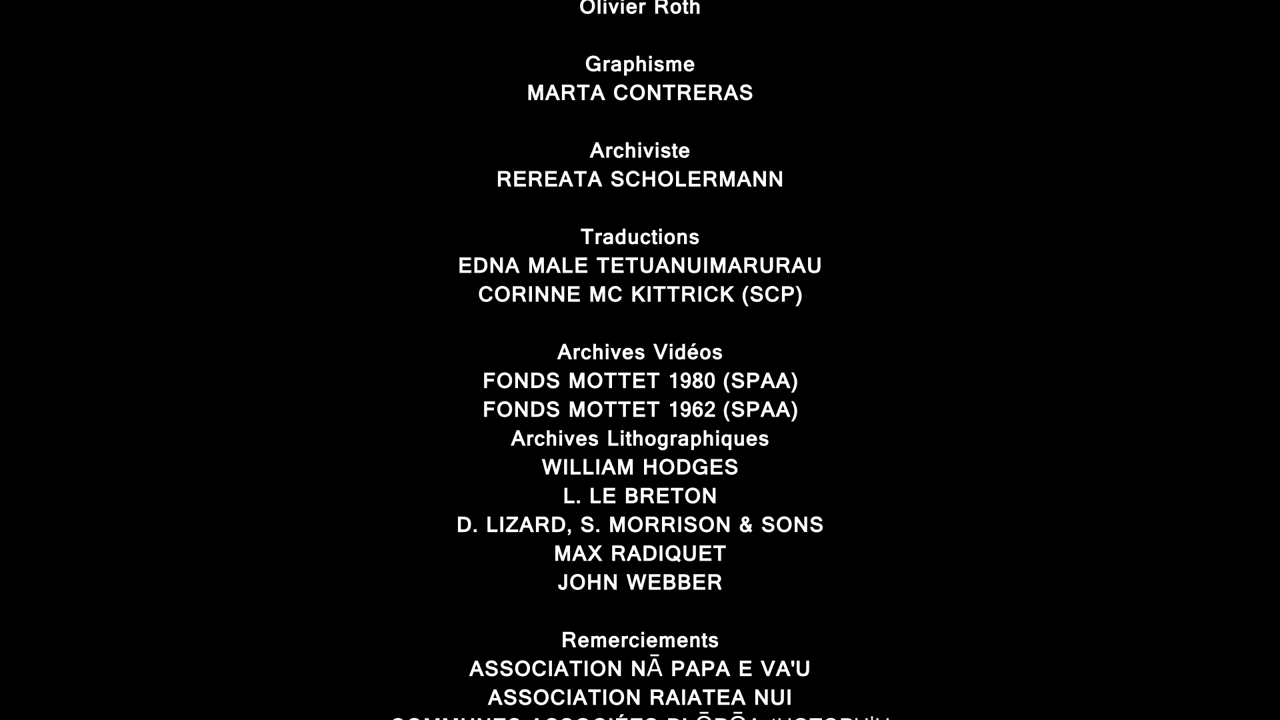 Olivier Roth
Graphisme
MARTA CONTRERAS
Archiviste
REREATA SCHOLERMANN
Traductions
EDNA MALE TETUANUIMARURAU
CORINNE MC KITTRICK (SCP)
Archives Vidéos
FONDS MOTTET 1980 (SPAA)
FONDS MOTTET 1962 (SPAA)
Archives Lithographiques
WILLIAM HODGES
L. LE BRETON
D. LIZARD, S. MORRISON & SONS
MAX RADIQUET
JOHN WEBBER
Remerciements
ASSOCIATION NĀ PAPA E VA'U
ASSOCIATION RAIATEA NUI
COMMUNES ASSOCIÉES